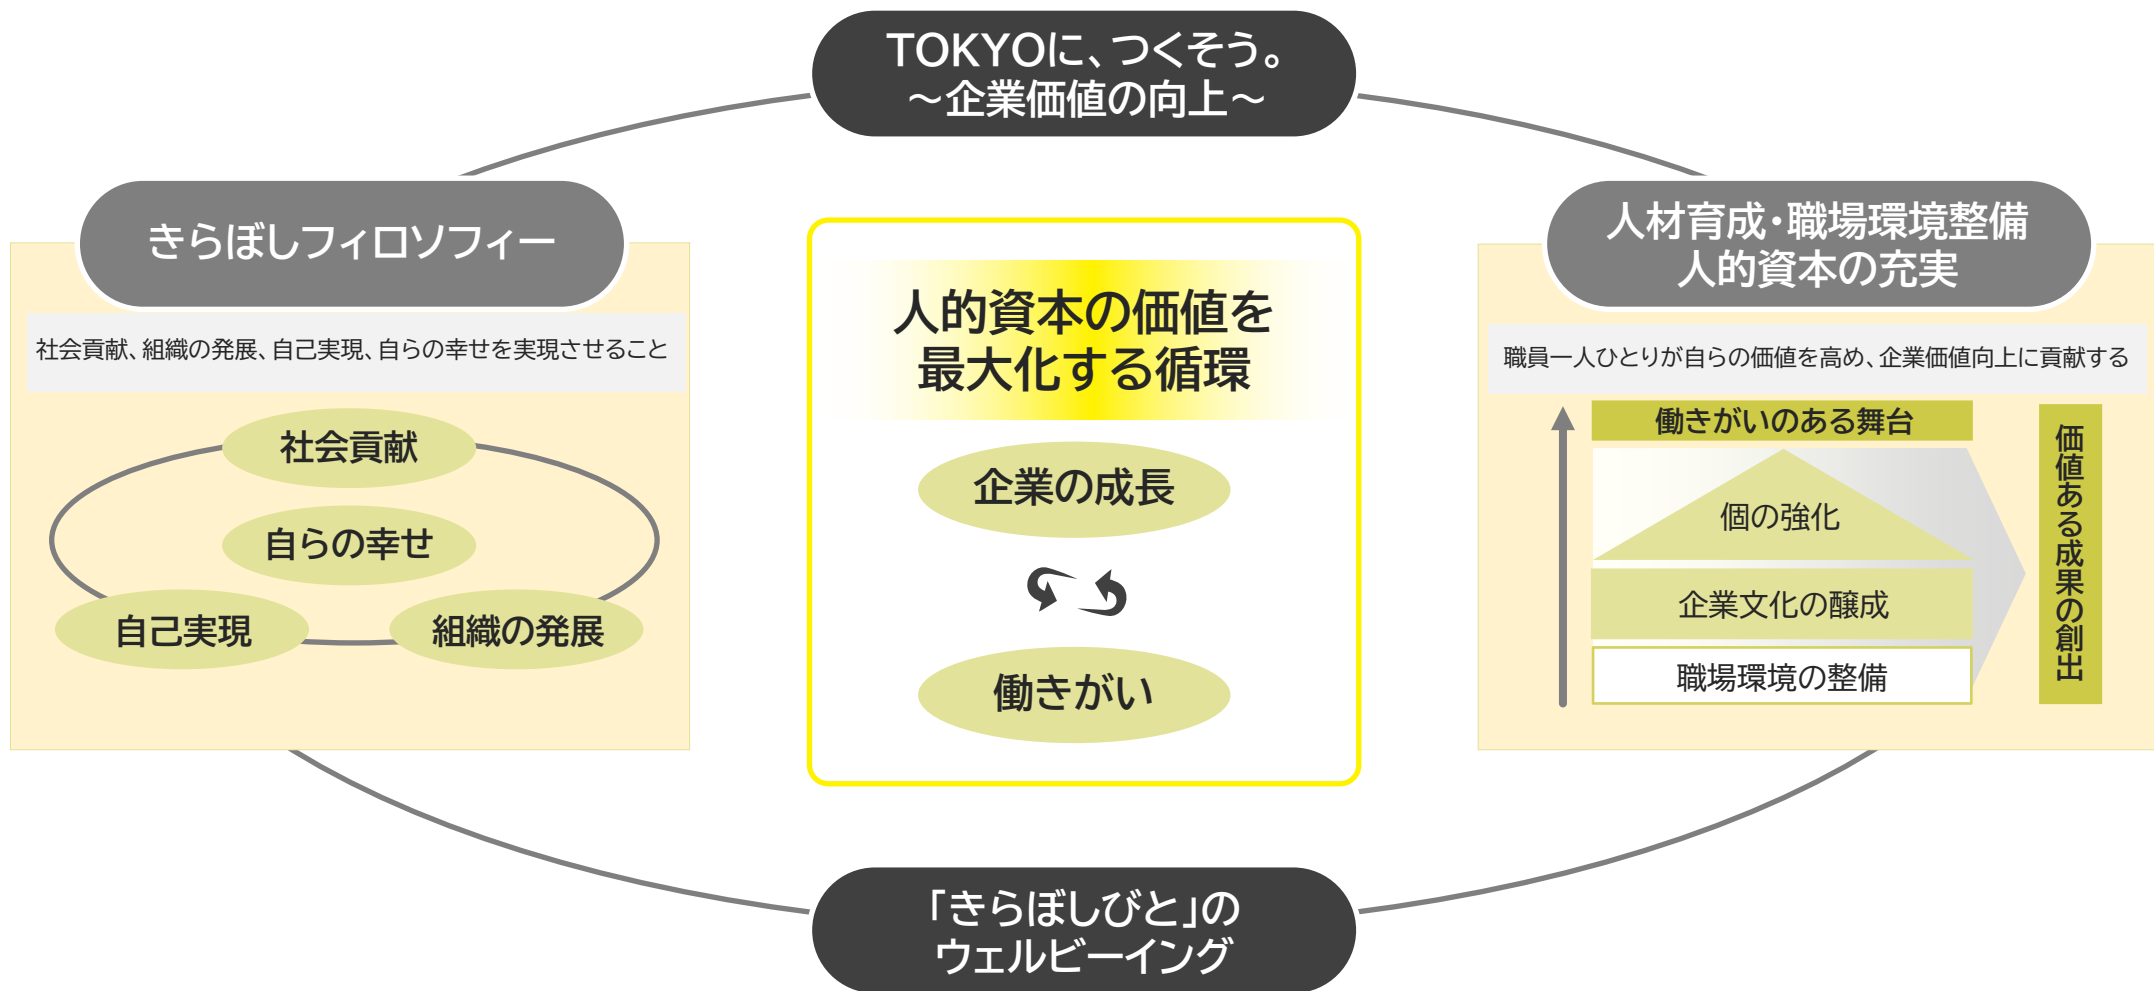 TOKYOに、つくそう。
～企業価値の向上～
きらぼしフィロソフィー
社会貢献、組織の発展、自己実現、自らの幸せを実現させること
社会貢献
自らの幸せ
自己実現
組織の発展
人的資本の価値を
最大化する循環
企業の成長
働きがい
人材育成・職場環境整備
人的資本の充実
職員一人ひとりが自らの価値を高め、企業価値向上に貢献する
働きがいのある舞台
個の強化
企業文化の醸成
職場環境の整備
価値ある成果の創出
「きらぼしびと」の
ウェルビーイング